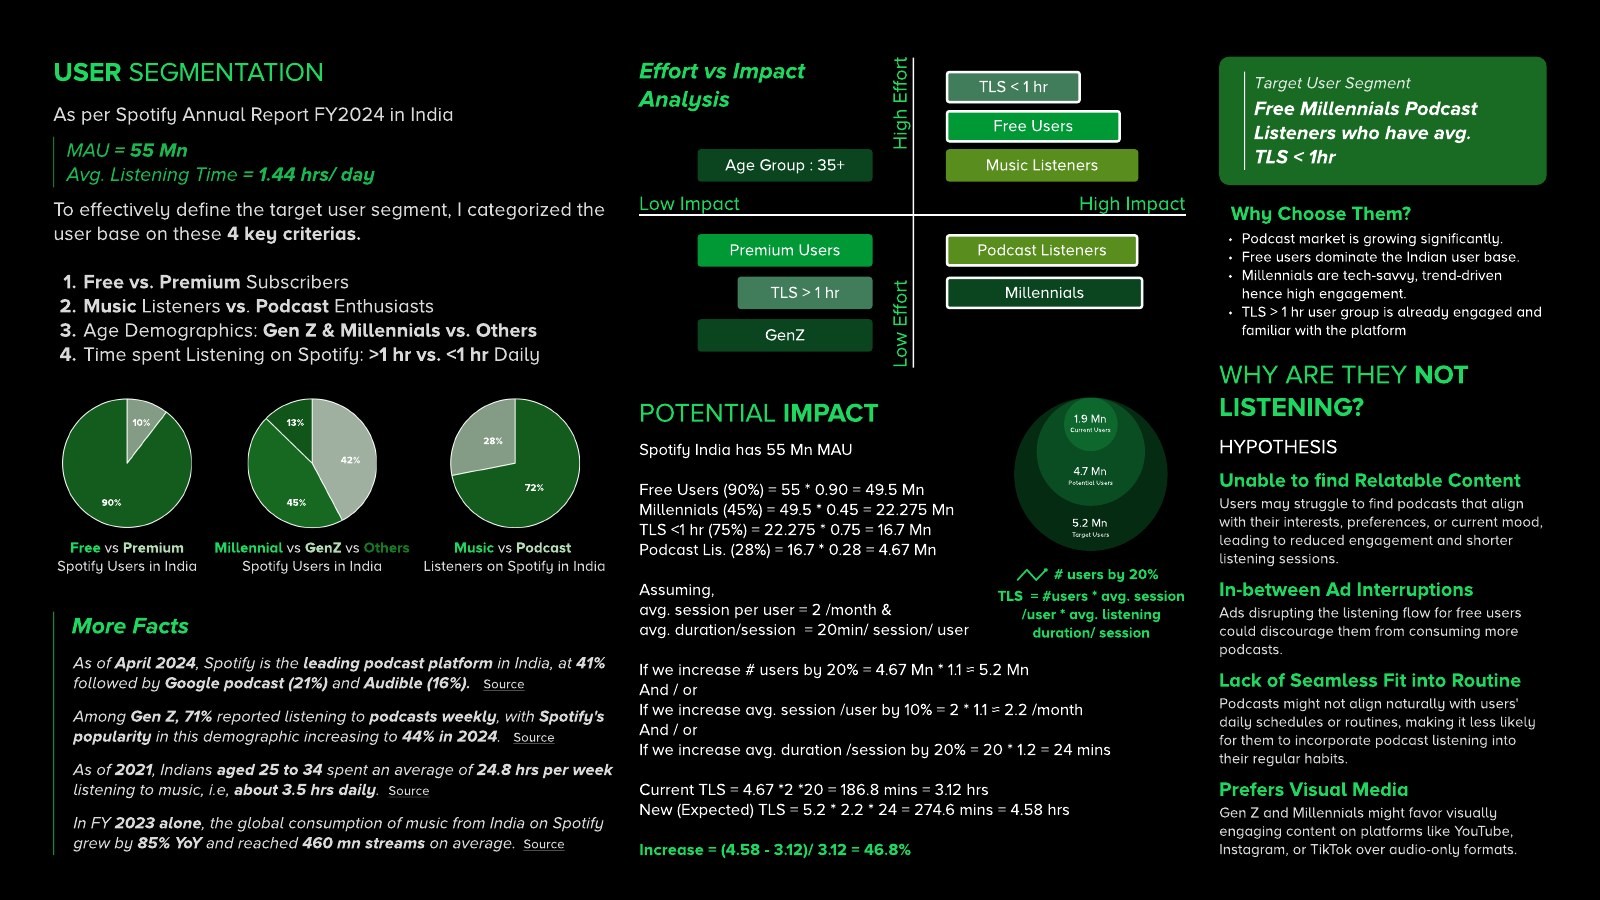 USER SEGMENTATION
As per Spotify Annual Report FY2024 in India
MAU = 55 Mn
Avg. Listening Time = 1.44 hrs/ day
To effectively define the target user segment, I categorized the
user base on these 4 key criterias.
1. Free vs. Premium Subscribers
2. Music Listeners vs. Podcast Enthusiasts
3. Age Demographics: Gen Z & Millennials vs. Others
4. Time spent Listening on Spotify: >1 hr vs. <1 hr Daily
10%
90%
Free vs Premium
Spotify Users in India
13%
42%
45%
Millennial vs GenZ vs Others
Spotify Users in India
28%
72%
Music vs Podcast
Listeners on Spotify in India
More Facts
As of April 2024, Spotify is the leading podcast platform in India, at 41%
followed by Google podcast (21%) and Audible (16%). Source
Among Gen Z, 71% reported listening to podcasts weekly, with Spotify's
popularity in this demographic increasing to 44% in 2024. Source
As of 2021, Indians aged 25 to 34 spent an average of 24.8 hrs per week
listening to music, i.e, about 3.5 hrs daily. Source
In FY 2023 alone, the global consumption of music from India on Spotify
grew by 85% YoY and reached 460 mn streams on average. Source
Effort vs Impact
Analysis
High Effort
TLS < 1 hr
Free Users
Age Group : 35+
Music Listeners
Low Impact
High Impact
Premium Users
Podcast Listeners
TLS > 1 hr
Millennials
GenZ
Low Effort
POTENTIAL IMPACT
Spotify India has 55 Mn MAU
Free Users (90%) = 55 * 0.90 = 49.5 Mn
Millennials (45%) = 49.5 * 0.45 = 22.275 Mn
TLS <1 hr (75%) = 22.275 * 0.75 = 16.7 Mn
Podcast Lis. (28%) = 16.7 * 0.28 = 4.67 Mn
Assuming,
avg. session per user = 2 /month &
avg. duration/session = 20min/ session/ user
1.9 Mn
Current Users
4.7 Mn
Potential Users
5.2 Mn
Target Users
# users by 20%
TLS = #users * avg. session
/user * avg. listening
duration/ session
If we increase # users by 20% = 4.67 Mn * 1.1 ≈ 5.2 Mn
And / or
If we increase avg. session /user by 10% = 2 * 1.1 ≈ 2.2 /month
And / or
If we increase avg. duration /session by 20% = 20 * 1.2 = 24 mins
Current TLS = 4.67 *2 *20 = 186.8 mins = 3.12 hrs
New (Expected) TLS = 5.2 * 2.2 * 24 = 274.6 mins = 4.58 hrs
Increase = (4.58 - 3.12)/ 3.12 = 46.8%
Target User Segment
Free Millennials Podcast
Listeners who have avg.
TLS < 1hr
Why Choose Them?
• Podcast market is growing significantly.
• Free users dominate the Indian user base.
• Millennials are tech-savvy, trend-driven
hence high engagement.
• TLS > 1 hr user group is already engaged and
familiar with the platform
WHY ARE THEY NOT
LISTENING?
HYPOTHESIS
Unable to find Relatable Content
Users may struggle to find podcasts that align
with their interests, preferences, or current mood,
leading to reduced engagement and shorter
listening sessions.
In-between Ad Interruptions
Ads disrupting the listening flow for free users
could discourage them from consuming more
podcasts.
Lack of Seamless Fit into Routine
Podcasts might not align naturally with users'
daily schedules or routines, making it less likely
for them to incorporate podcast listening into
their regular habits.
Prefers Visual Media
Gen Z and Millennials might favor visually
engaging content on platforms like YouTube,
Instagram, or TikTok over audio-only formats.